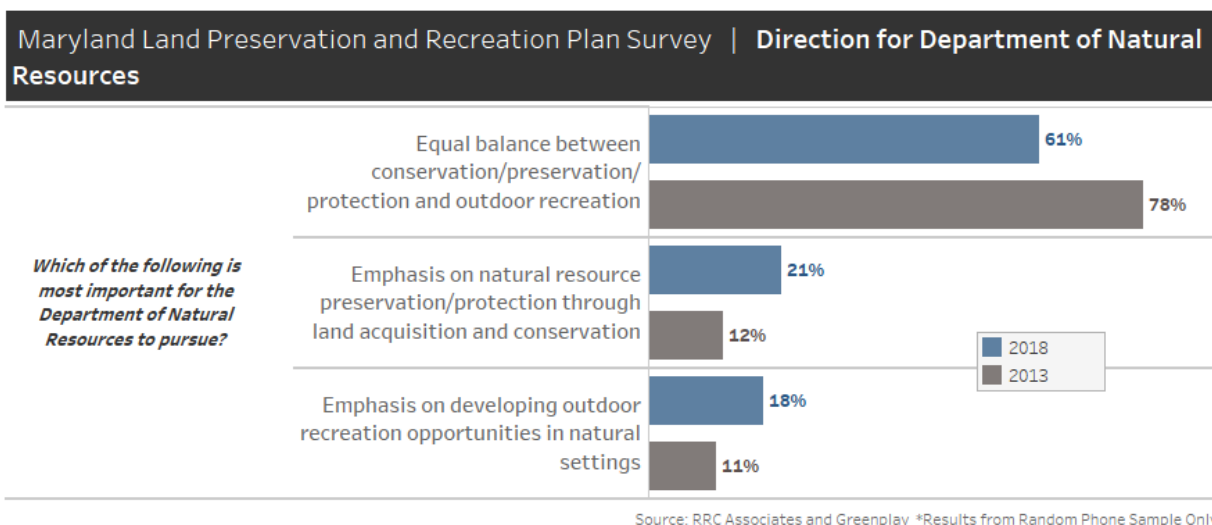 Maryland Land Preservation and Recreation Plan Survey | Direction for Department of Natural
Resources
Which of the following is
most important for the
Department of Natural
Resources to pursue?
Equal balance between
conservation/preservation/
protection and outdoor recreation
61%
78%
Emphasis on natural resource
preservation/protection through
land acquisition and conservation
21%
12%
Emphasis on developing outdoor
recreation opportunities in natural
settings
18%
11%
2018
2013
Source: RRC Associates and Greenplay *Results from Random Phone Sample Only